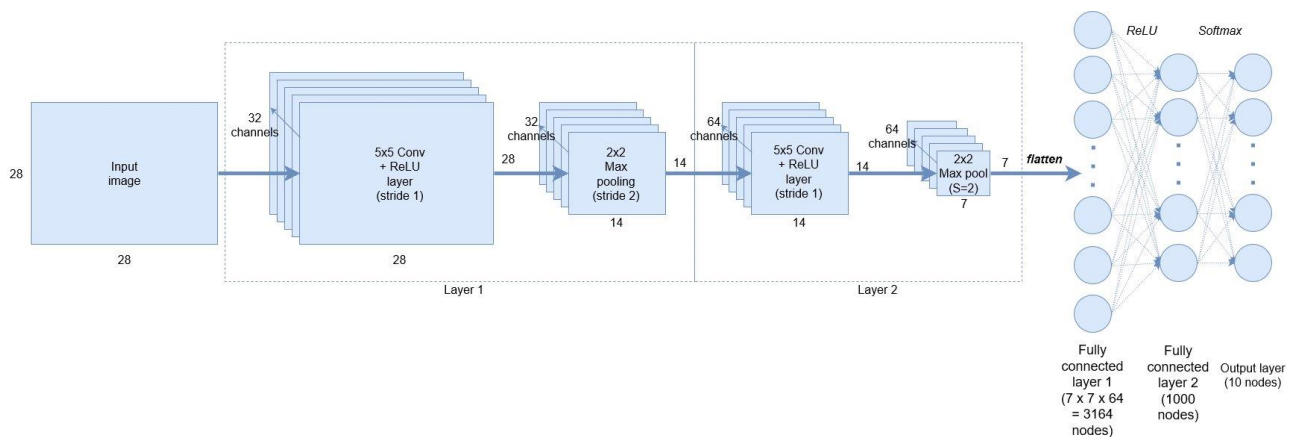 28
Input
image
28
32
channels
5x5 Conv
+ ReLU
layer
(stride 1)
28
28
32
channels
2x2
Max
pooling
(stride 2)
14
14
Layer 1
64
channels
5x5 Conv
+ ReLU
layer
(stride 1)
14
14
64
channels
2x2
Max pool
(S=2)
7
7
Layer 2
flatten
ReLU
Softmax
Fully
connected
layer 1
(7 x 7 x 64
= 3164
nodes)
Fully
connected
layer 2
(1000
nodes)
Output layer
(10 nodes)